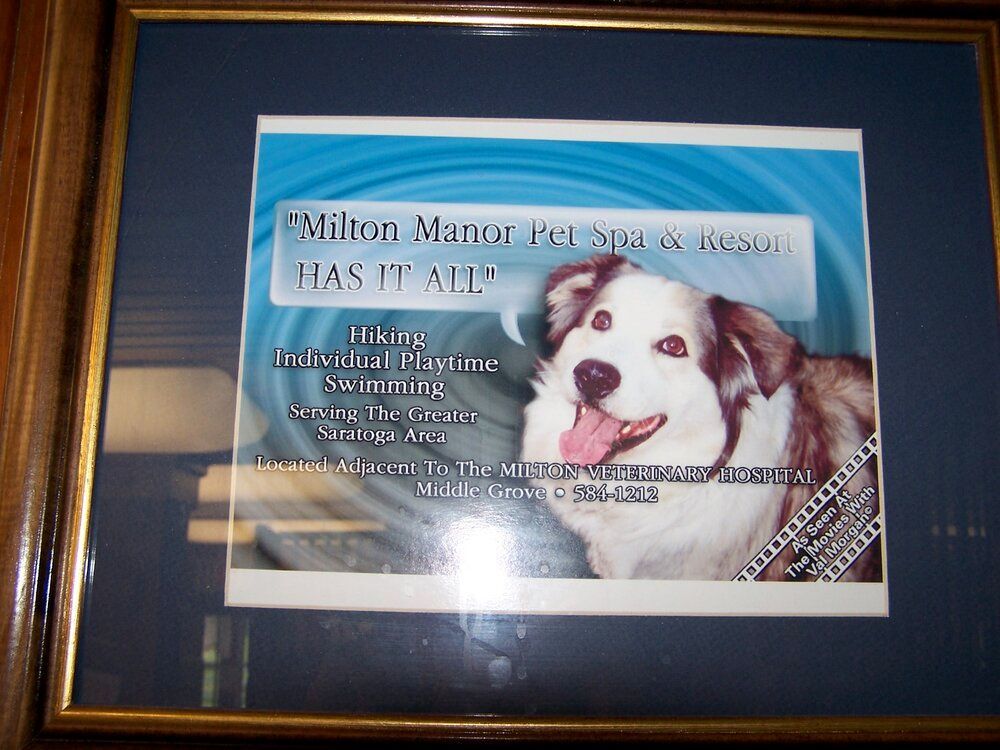 "Milton Manor Pet Spa & Resort
HAS IT ALL"
Hiking
Individual Playtime
Swimming
Serving The Greater
Saratoga Area
Located Adjacent To The MILTON VETERINARY HOSPITAL
Middle Grove • 584-1212
As Seen At
The Movies With
Val Morgan©